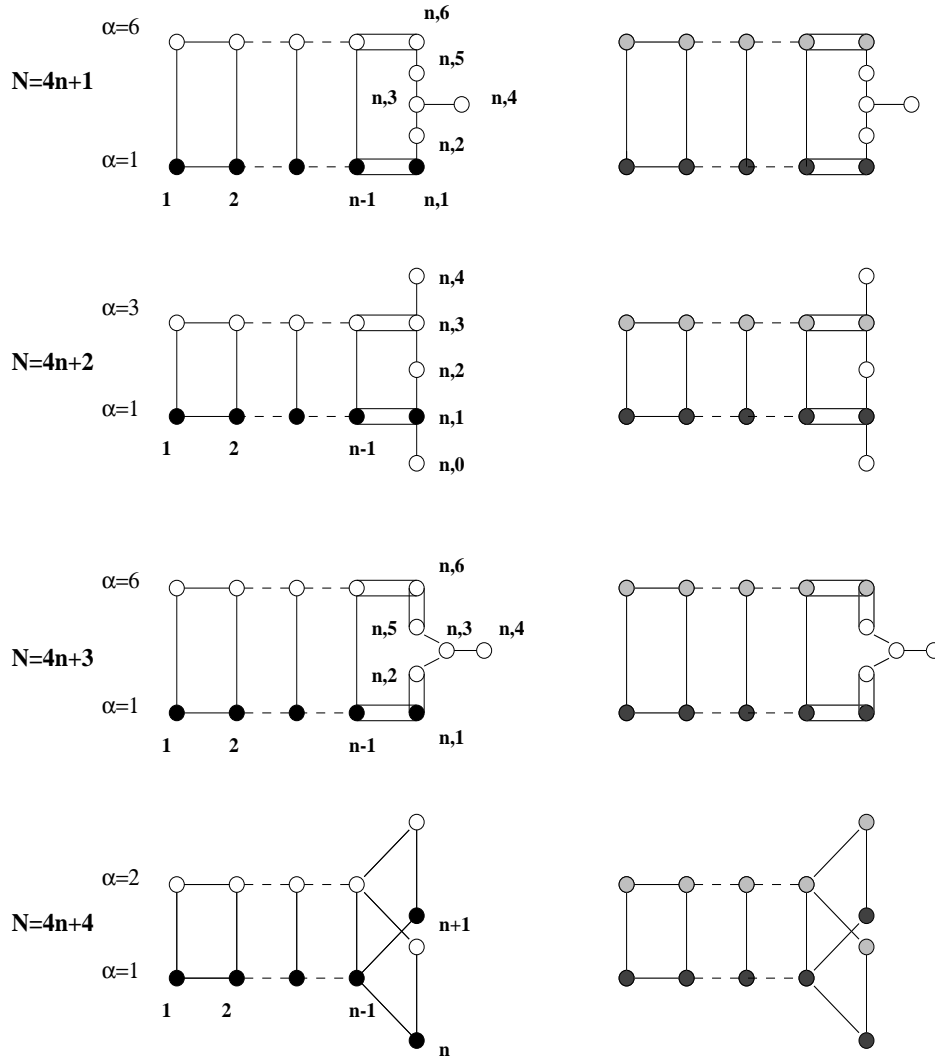 α=6
n,6
n,5
N=4n+1
n,3
n,4
n,2
α=1
1
2
n-1
n,1
n,4
α=3
n,3
N=4n+2
n,2
α=1
n,1
1
2
n-1
n,0
α=6
n,6
n,5
n,3
n,4
N=4n+3
n,2
α=1
1
2
n-1
n,1
α=2
N=4n+4
n+1
α=1
1
2
n-1
n